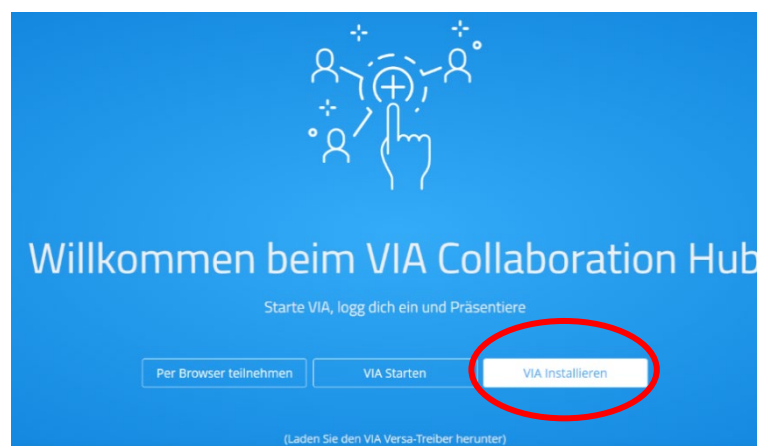 Willkommen beim VIA Collaboration Hub
Starte VIA, logg dich ein und Präsentiere
Per Browser teilnehmen VIA Starten VIA Installieren
(Laden Sie den VIA Versa-Treiber herunter)